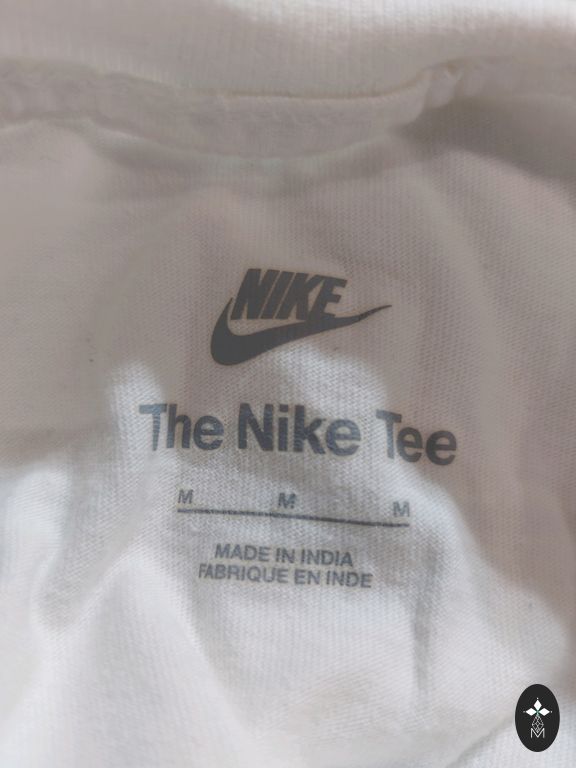 NIKE
The Nike Tee
M M M
MADE IN INDIA
FABRIQUE EN INDE
M